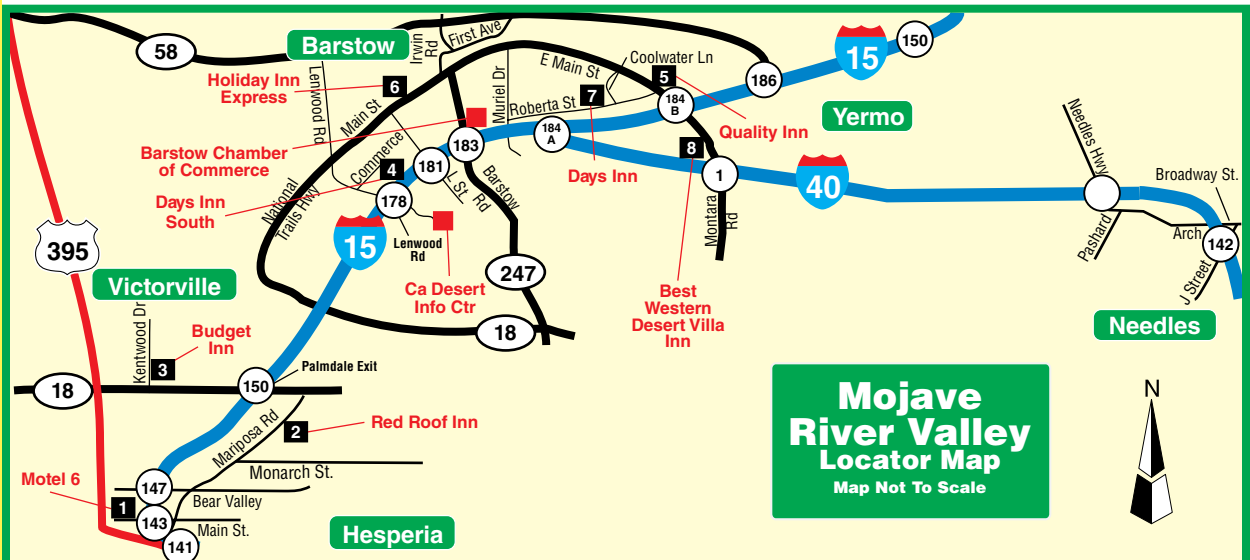 58
Barstow
Irwin
Rd
First Ave
15
150
186
Holiday Inn
Express
6
Lenwood Rd
Main St
E Main St
Coolwater Ln
5
Muriel Dr
Roberta St
7
184
B
Quality Inn
Yermo
Needles Hwy
Barstow Chamber
of Commerce
Commerce
183
184
A
8
Days Inn
1
40
Broadway St.
4
181
L St
Barstow
Rd
Days Inn
South
178
National
Trails Hwy
15
Lenwood
Rd
Montara
Rd
Pashard
Arch
142
J Street
395
Victorville
247
Ca Desert
Info Ctr
Best
Western
Desert Villa
Inn
Needles
18
Kentwood Dr
Budget
Inn
3
18
150
Palmdale Exit
Mariposa Rd
2
Red Roof Inn
Monarch St.
Motel 6
147
1
Bear Valley
143
Main St.
141
Hesperia
Mojave
River Valley
Locator Map
Map Not To Scale
N